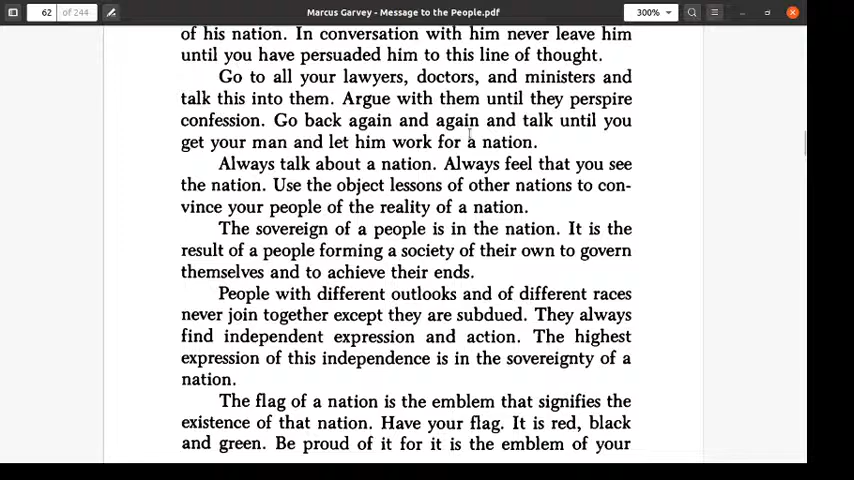 Marcus Garvey - Message to the People.pdf
62 of 244
300%
of his nation. In conversation with him never leave him
until you have persuaded him to this line of thought.
Go to all your lawyers, doctors, and ministers and
talk this into them. Argue with them until they perspire
confession. Go back again and again and talk until you
get your man and let him work for a nation.
Always talk about a nation. Always feel that you see
the nation. Use the object lessons of other nations to con-
vince your people of the reality of a nation.
The sovereign of a people is in the nation. It is the
result of a people forming a society of their own to govern
themselves and to achieve their ends.
People with different outlooks and of different races
never join together except they are subdued. They always
find independent expression and action. The highest
expression of this independence is in the sovereignty of a
nation.
The flag of a nation is the emblem that signifies the
existence of that nation. Have your flag. It is red, black
and green. Be proud of it for it is the emblem of your